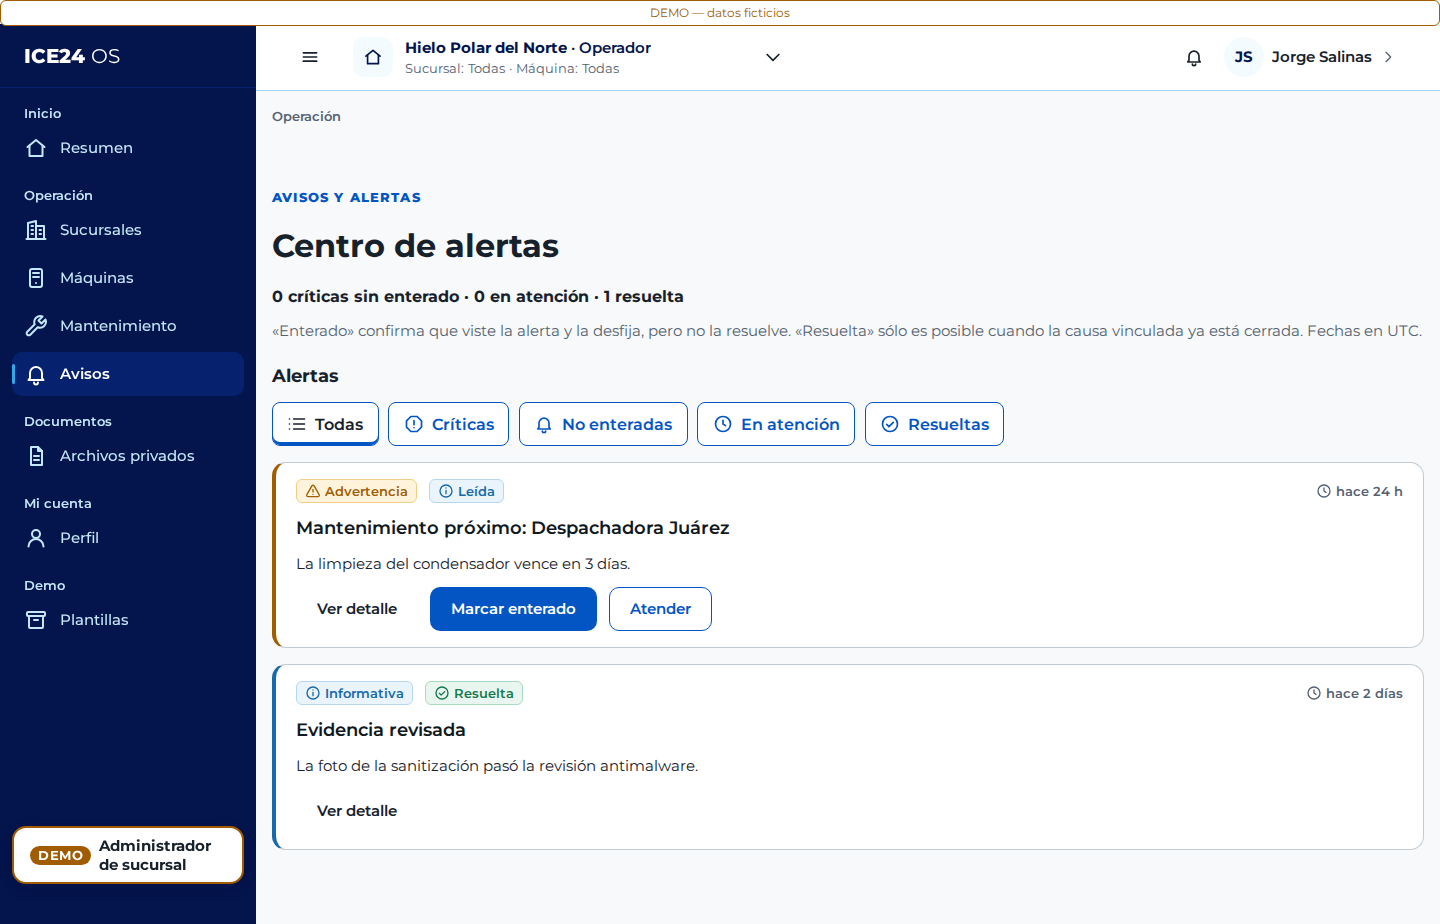 DEMO — datos ficticios
ICE24 OS
Inicio
Resumen
Operación
Sucursales
Máquinas
Mantenimiento
Avisos
Documentos
Archivos privados
Mi cuenta
Perfil
Demo
Plantillas
DEMO Administrador
de sucursal
Hielo Polar del Norte · Operador
Sucursal: Todas · Máquina: Todas
JS Jorge Salinas
Operación
AVISOS Y ALERTAS
Centro de alertas
0 críticas sin enterado · 0 en atención · 1 resuelta
«Enterado» confirma que viste la alerta y la desfija, pero no la resuelve. «Resuelta» sólo es posible cuando la causa vinculada ya está cerrada. Fechas en UTC.
Alertas
Todas Críticas No enteradas En atención Resueltas
Advertencia Leída hace 24 h
Mantenimiento próximo: Despachadora Juárez
La limpieza del condensador vence en 3 días.
Ver detalle Marcar enterado Atender
Informativa Resuelta hace 2 días
Evidencia revisada
La foto de la sanitización pasó la revisión antimalware.
Ver detalle